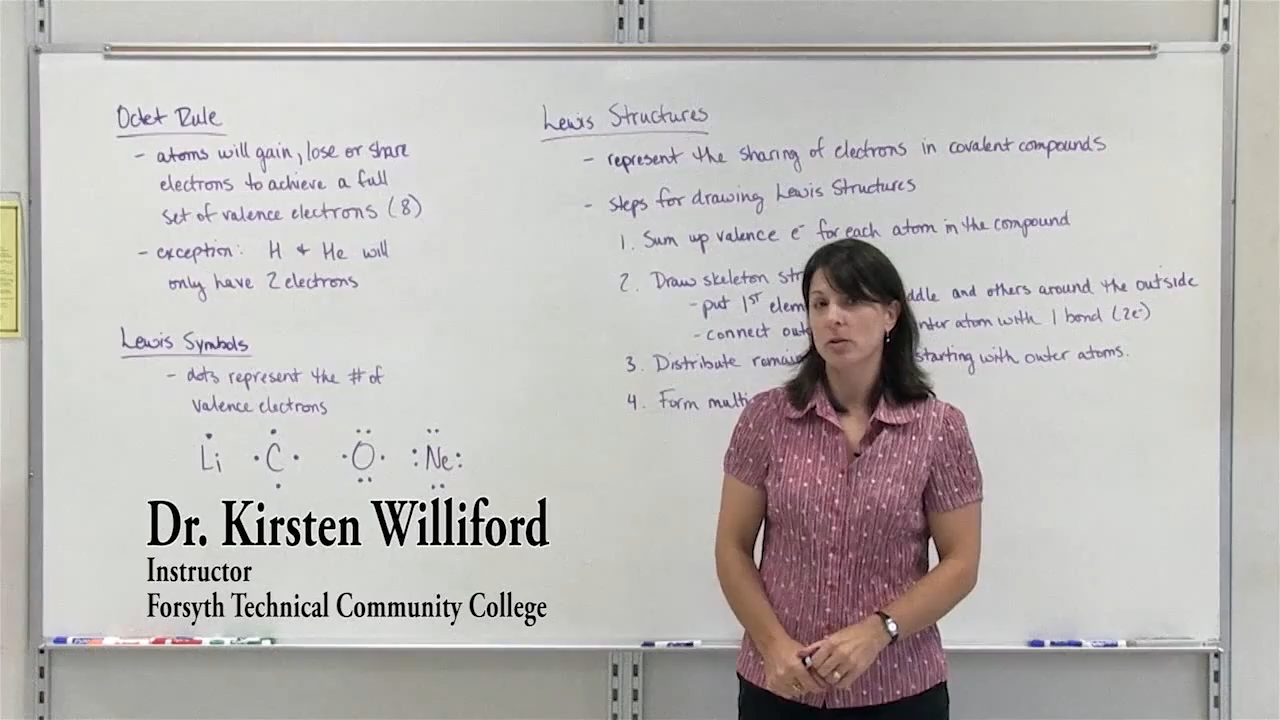 Octet Rule
- atoms will gain, lose or share
electrons to achieve a full
set of valence electrons (8)
- exception: H & He will
only have 2 electrons
Lewis Symbols
- dots represent the # of
valence electrons
Li C O Ne
Lewis Structures
- represent the sharing of electrons in covalent compounds
- steps for drawing Lewis Structures
1. Sum up valence e- for each atom in the compound
2. Draw skeleton str
- put 1st elem ddle and others around the outside
- connect out nter atom with 1 bond (2e-)
3. Distribute remain starting with outer atoms.
4. Form multi
Dr. Kirsten Williford
Instructor
Forsyth Technical Community College